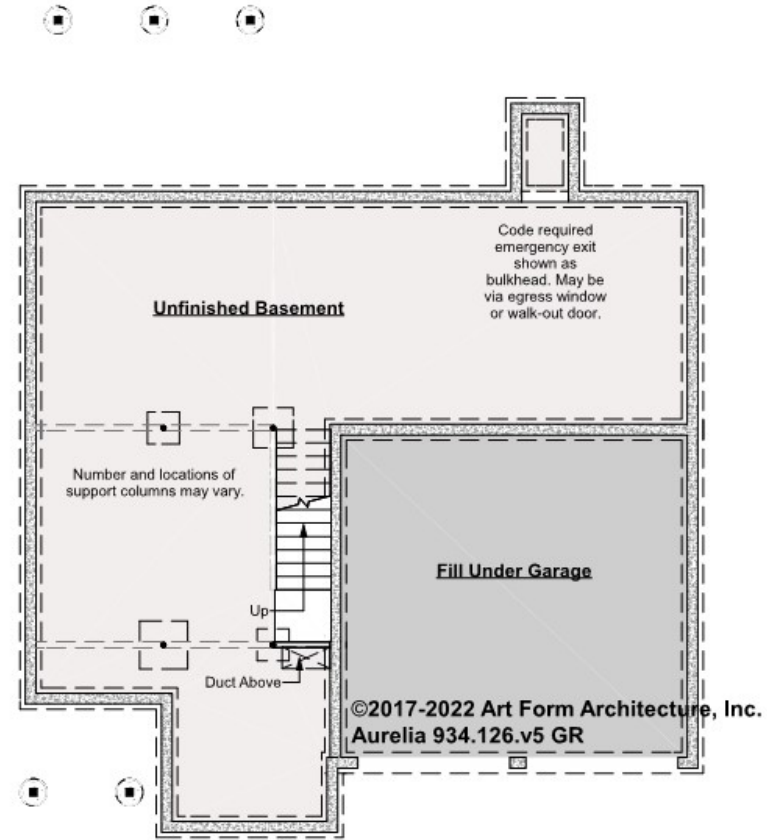 Code required
emergency exit
shown as
bulkhead. May be
via egress window
or walk-out door.
Unfinished Basement
Number and locations of
support columns may vary.
Fill Under Garage
Up
Duct Above
©2017-2022 Art Form Architecture, Inc.
Aurelia 934.126.v5 GR